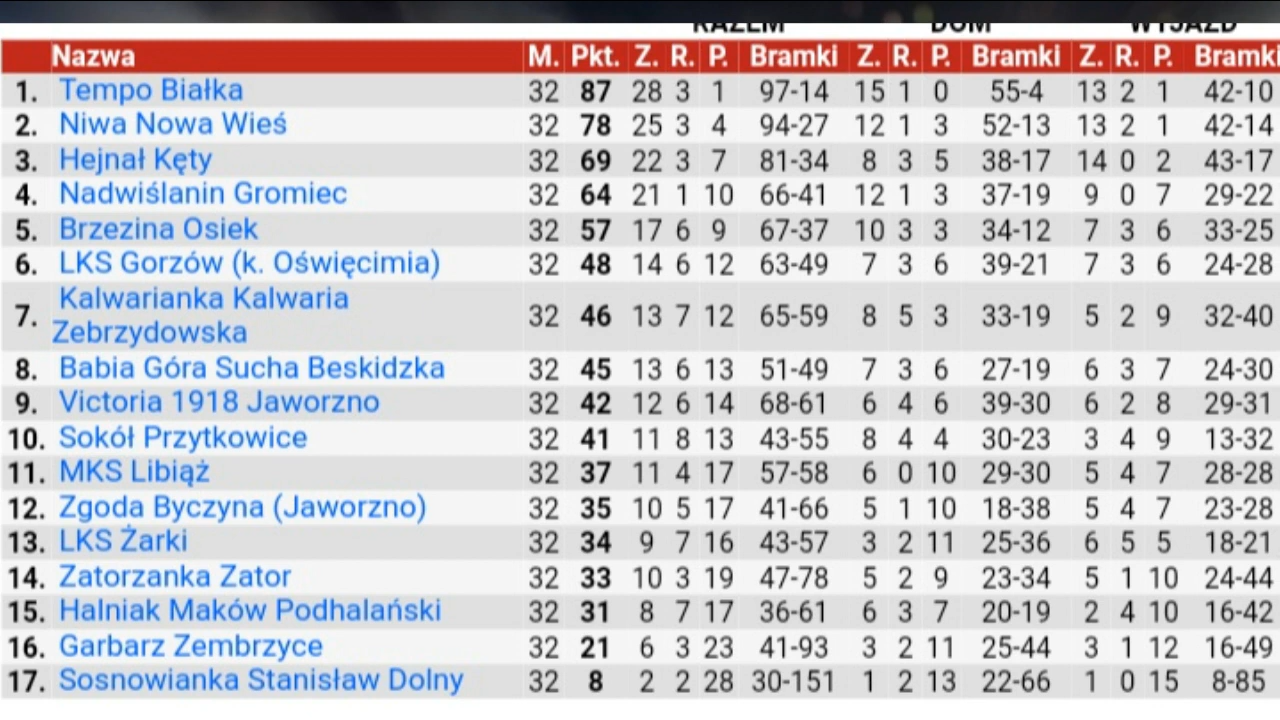 RAZEM DOM WYJAZD
Nazwa M. Pkt. Z. R. P. Bramki Z. R. P. Bramki Z. R. P. Bramki
1. Tempo Białka 32 87 28 3 1 97-14 15 1 0 55-4 13 2 1 42-10
2. Niwa Nowa Wieś 32 78 25 3 4 94-27 12 1 3 52-13 13 2 1 42-14
3. Hejnał Kęty 32 69 22 3 7 81-34 8 3 5 38-17 14 0 2 43-17
4. Nadwiślanin Gromiec 32 64 21 1 10 66-41 12 1 3 37-19 9 0 7 29-22
5. Brzezina Osiek 32 57 17 6 9 67-37 10 3 3 34-12 7 3 6 33-25
6. LKS Gorzów (k. Oświęcimia) 32 48 14 6 12 63-49 7 3 6 39-21 7 3 6 24-28
7. Kalwarianka Kalwaria
Zebrzydowska 32 46 13 7 12 65-59 8 5 3 33-19 5 2 9 32-40
8. Babia Góra Sucha Beskidzka 32 45 13 6 13 51-49 7 3 6 27-19 6 3 7 24-30
9. Victoria 1918 Jaworzno 32 42 12 6 14 68-61 6 4 6 39-30 6 2 8 29-31
10. Sokół Przytkowice 32 41 11 8 13 43-55 8 4 4 30-23 3 4 9 13-32
11. MKS Libiąż 32 37 11 4 17 57-58 6 0 10 29-30 5 4 7 28-28
12. Zgoda Byczyna (Jaworzno) 32 35 10 5 17 41-66 5 1 10 18-38 5 4 7 23-28
13. LKS Żarki 32 34 9 7 16 43-57 3 2 11 25-36 6 5 5 18-21
14. Zatorzanka Zator 32 33 10 3 19 47-78 5 2 9 23-34 5 1 10 24-44
15. Halniak Maków Podhalański 32 31 8 7 17 36-61 6 3 7 20-19 2 4 10 16-42
16. Garbarz Zembrzyce 32 21 6 3 23 41-93 3 2 11 25-44 3 1 12 16-49
17. Sosnowianka Stanisław Dolny 32 8 2 2 28 30-151 1 2 13 22-66 1 0 15 8-85